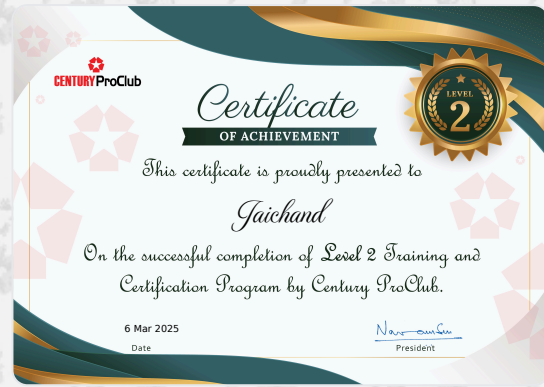 CENTURY ProClub
Certificate
OF ACHIEVEMENT
LEVEL
2
This certificate is proudly presented to
Jaichand
On the successful completion of Level 2 Training and
Certification Program by Century ProClub.
6 Mar 2025
Date
President